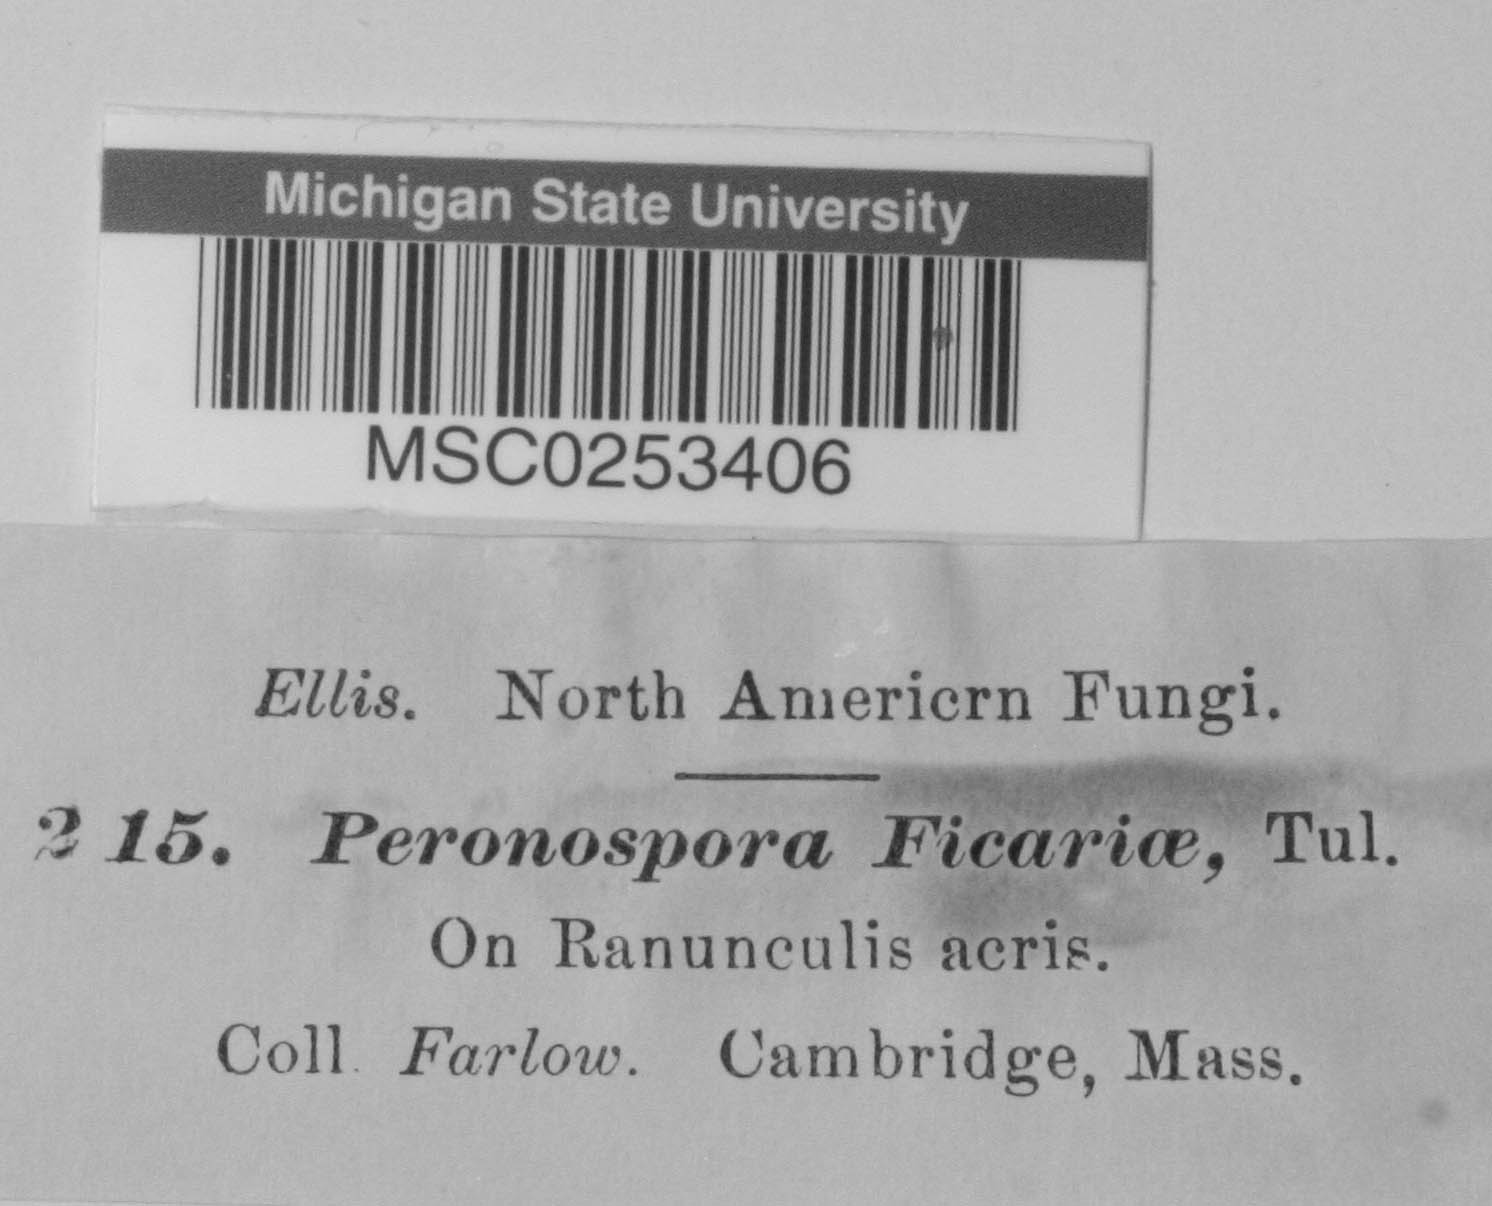 Michigan State University
MSC0253406
Ellis. North Americrn Fungi.
215. Peronospora Ficariæ, Tul.
On Ranunculis acris.
Coll. Farlow. Cambridge, Mass.